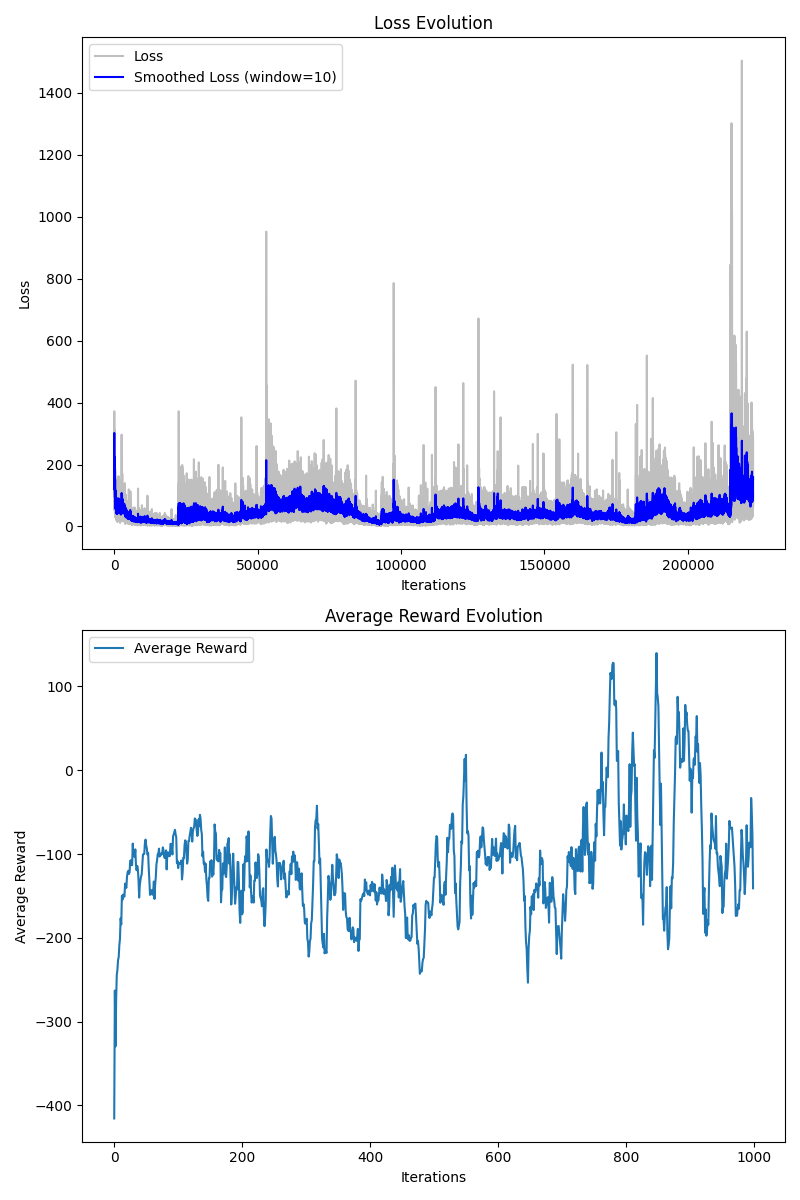 Loss Evolution
Loss
Smoothed Loss (window=10)
1400
1200
1000
800
600
400
200
0
Loss
0 50000 100000 150000 200000
Iterations
Average Reward Evolution
Average Reward
100
0
−100
−200
−300
−400
Average Reward
0 200 400 600 800 1000
Iterations